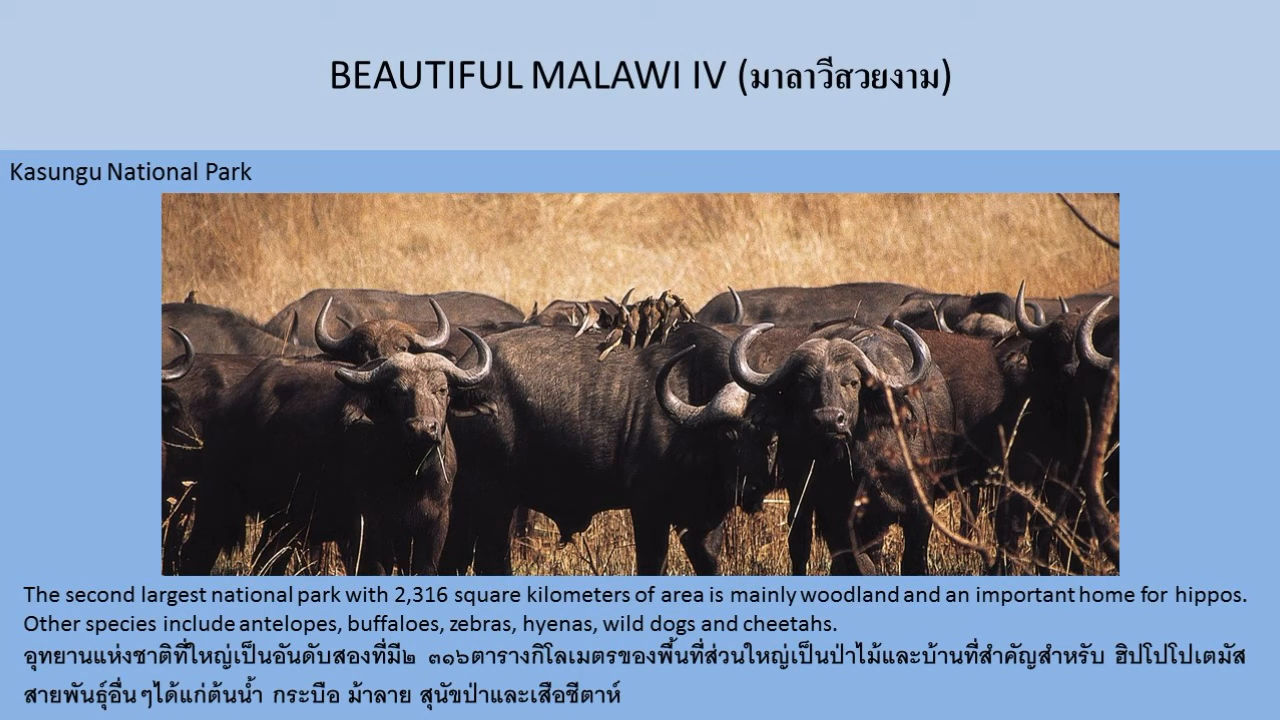 BEAUTIFUL MALAWI IV (มาลาวีสวยงาม)
Kasungu National Park
The second largest national park with 2,316 square kilometers of area is mainly woodland and an important home for hippos.
Other species include antelopes, buffaloes, zebras, hyenas, wild dogs and cheetahs.
อุทยานแห่งชาติที่ใหญ่เป็นอันดับสองที่มี๒ ๓๑๖ตารางกิโลเมตรของพื้นที่ส่วนใหญ่เป็นป่าไม้และบ้านที่สำคัญสำหรับ ฮิปโปโปเตมัส
สายพันธุ์อื่น ๆได้แก่ต้นน้ำ กระบือ ม้าลาย สุนัขป่าและเสือชีตาห์